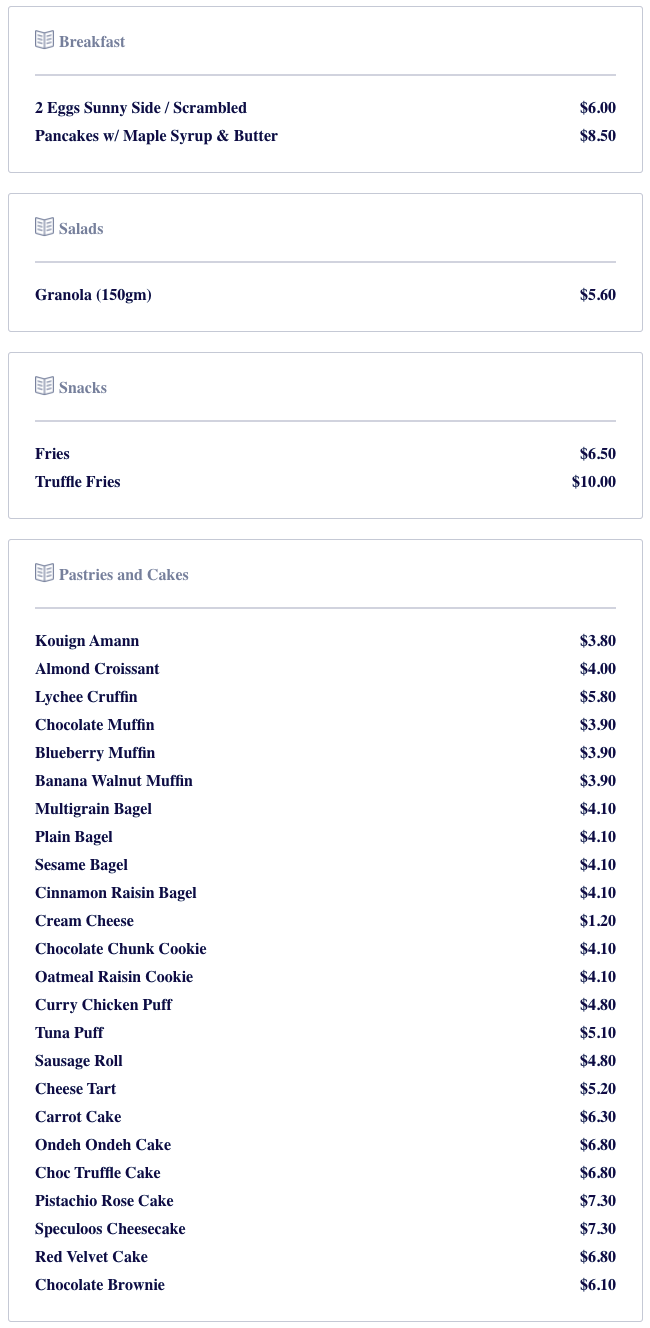 Breakfast
2 Eggs Sunny Side / Scrambled $6.00
Pancakes w/ Maple Syrup & Butter $8.50
Salads
Granola (150gm) $5.60
Snacks
Fries $6.50
Truffle Fries $10.00
Pastries and Cakes
Kouign Amann $3.80
Almond Croissant $4.00
Lychee Cruffin $5.80
Chocolate Muffin $3.90
Blueberry Muffin $3.90
Banana Walnut Muffin $3.90
Multigrain Bagel $4.10
Plain Bagel $4.10
Sesame Bagel $4.10
Cinnamon Raisin Bagel $4.10
Cream Cheese $1.20
Chocolate Chunk Cookie $4.10
Oatmeal Raisin Cookie $4.10
Curry Chicken Puff $4.80
Tuna Puff $5.10
Sausage Roll $4.80
Cheese Tart $5.20
Carrot Cake $6.30
Ondeh Ondeh Cake $6.80
Choc Truffle Cake $6.80
Pistachio Rose Cake $7.30
Speculoos Cheesecake $7.30
Red Velvet Cake $6.80
Chocolate Brownie $6.10